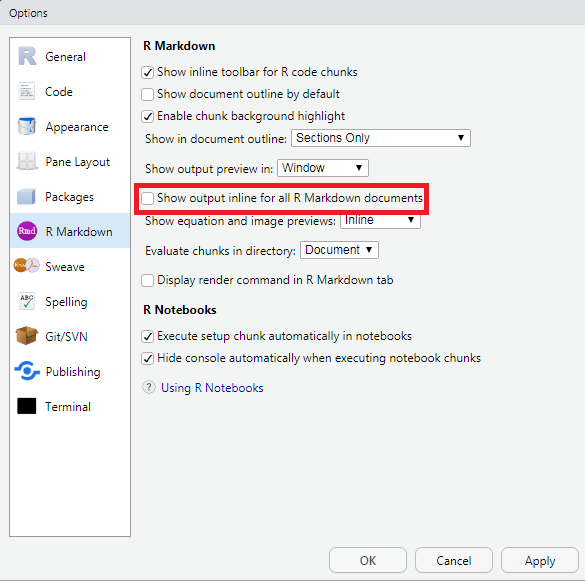 Options
R General
Code
Appearance
Pane Layout
Packages
Rmd R Markdown
Sweave
ABC Spelling
Git/SVN
Publishing
Terminal
R Markdown
Show inline toolbar for R code chunks
Show document outline by default
Enable chunk background highlight
Show in document outline: Sections Only
Show output preview in: Window
Show output inline for all R Markdown documents
Show equation and image previews: Inline
Evaluate chunks in directory: Document
Display render command in R Markdown tab
R Notebooks
Execute setup chunk automatically in notebooks
Hide console automatically when executing notebook chunks
? Using R Notebooks
OK Cancel Apply